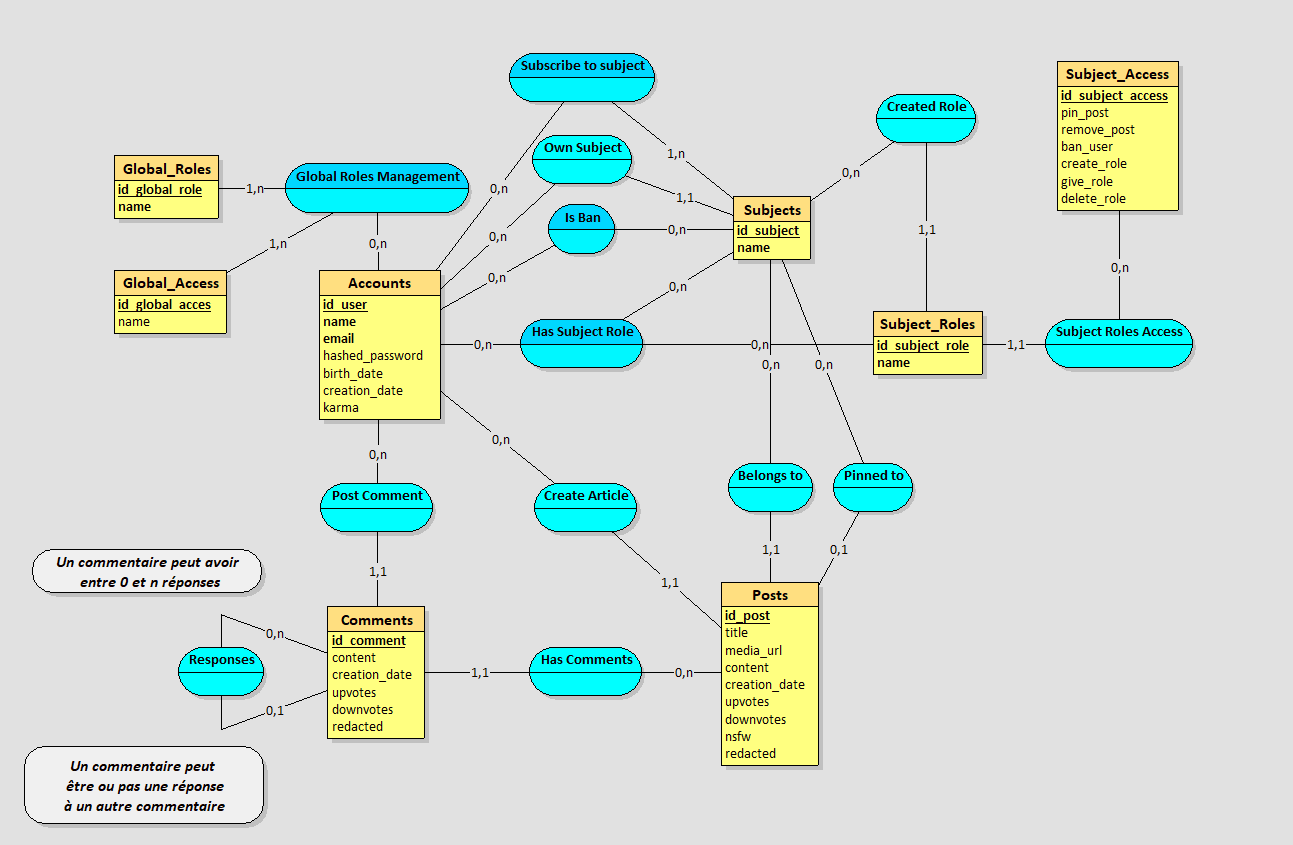 Subscribe to subject
Subject_Access
id_subject_access
pin_post
remove_post
ban_user
create_role
give_role
delete_role
Created Role
Own Subject
1,n
0,n
Global_Roles
id_global_role
name
1,n
Global Roles Management
0,n
1,1
Subjects
id_subject
name
Is Ban
0,n
0,n
1,1
1,n
0,n
0,n
0,n
0,n
Global_Access
id_global_acces
name
Accounts
id_user
name
email
hashed_password
birth_date
creation_date
karma
0,n
0,n
Has Subject Role
0,n
Subject_Roles
id_subject_role
name
1,1
Subject Roles Access
0,n
0,n
0,n
0,n
Belongs to
Pinned to
Post Comment
Create Article
1,1
0,1
Un commentaire peut avoir
entre 0 et n réponses
1,1
1,1
Comments
id_comment
content
creation_date
upvotes
downvotes
redacted
Posts
id_post
title
media_url
content
creation_date
upvotes
downvotes
nsfw
redacted
0,n
Responses
0,1
1,1
Has Comments
0,n
Un commentaire peut
être ou pas une réponse
à un autre commentaire